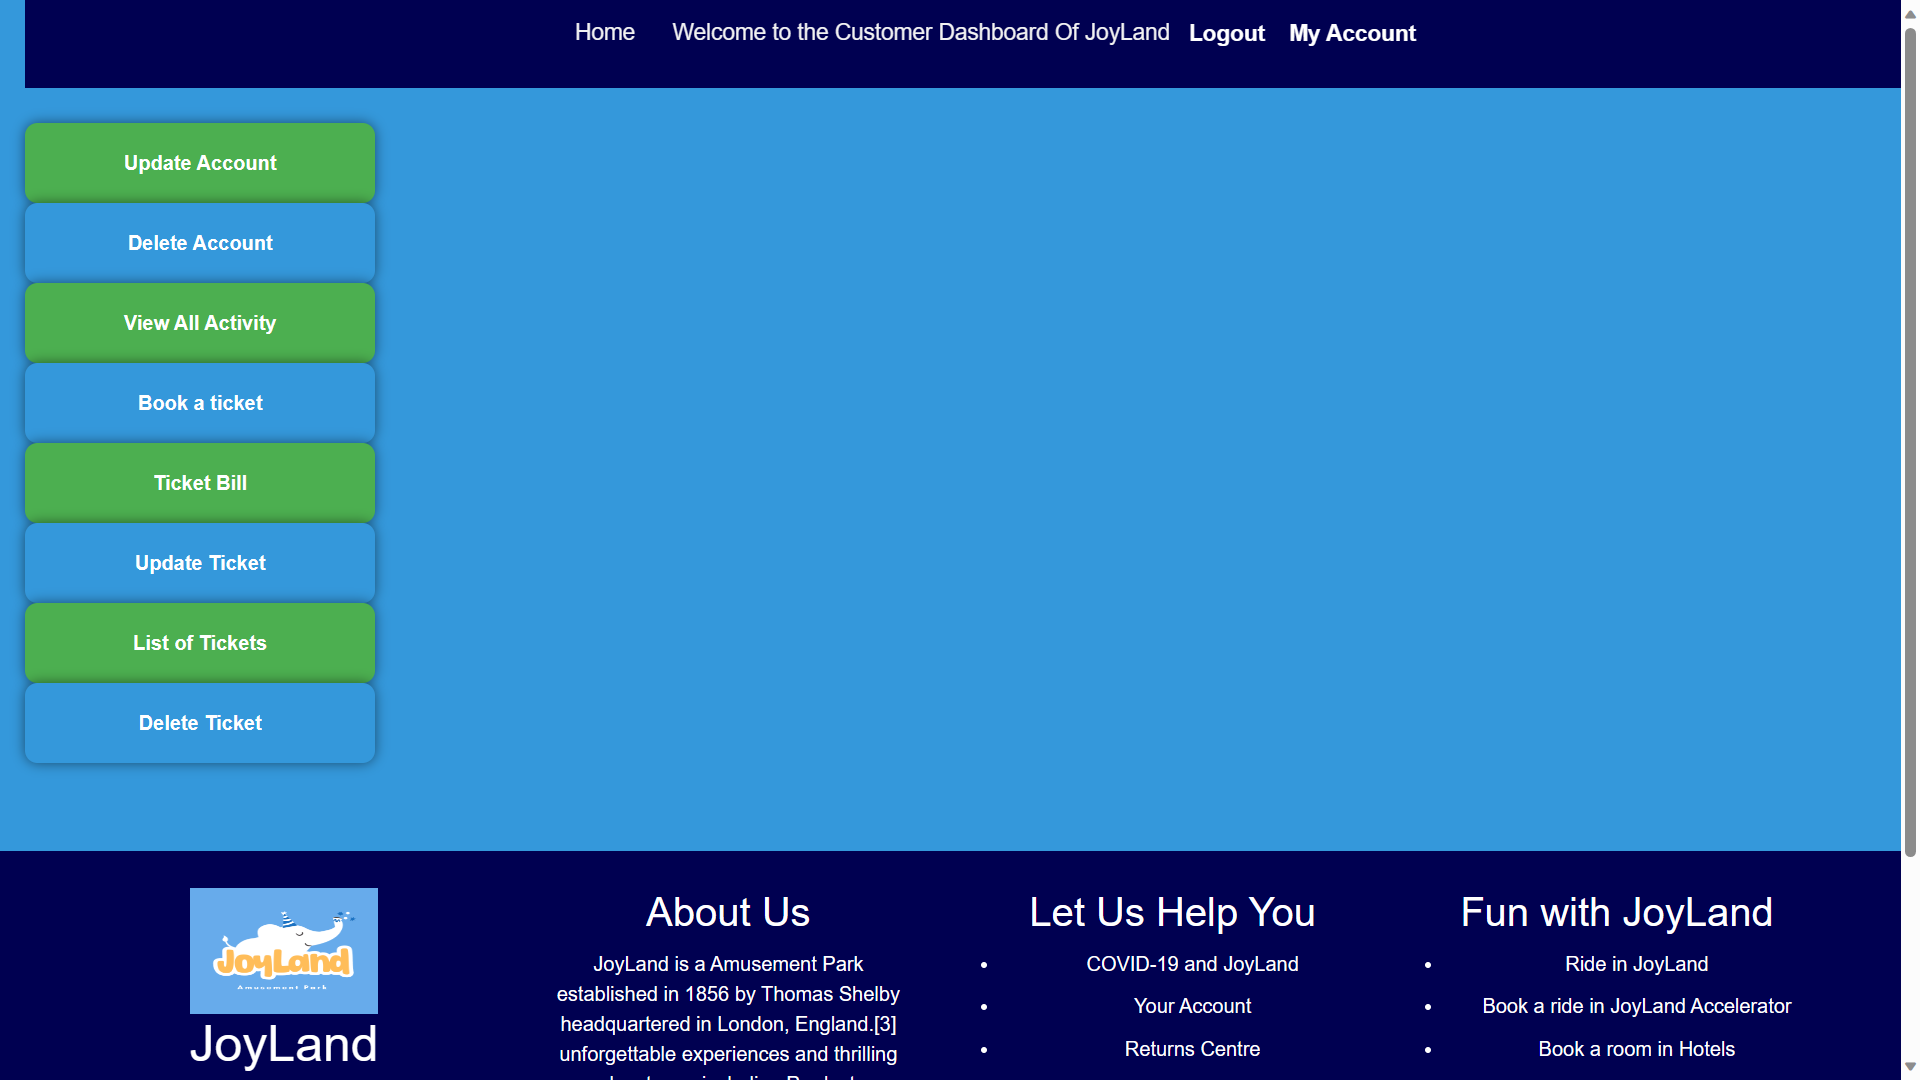 Home Welcome to the Customer Dashboard Of JoyLand Logout My Account
Update Account
Delete Account
View All Activity
Book a ticket
Ticket Bill
Update Ticket
List of Tickets
Delete Ticket
JoyLand
Amusement Park
JoyLand
About Us
JoyLand is a Amusement Park
established in 1856 by Thomas Shelby
headquartered in London, England.[3]
unforgettable experiences and thrilling
Let Us Help You
COVID-19 and JoyLand
Your Account
Returns Centre
Fun with JoyLand
Ride in JoyLand
Book a ride in JoyLand Accelerator
Book a room in Hotels